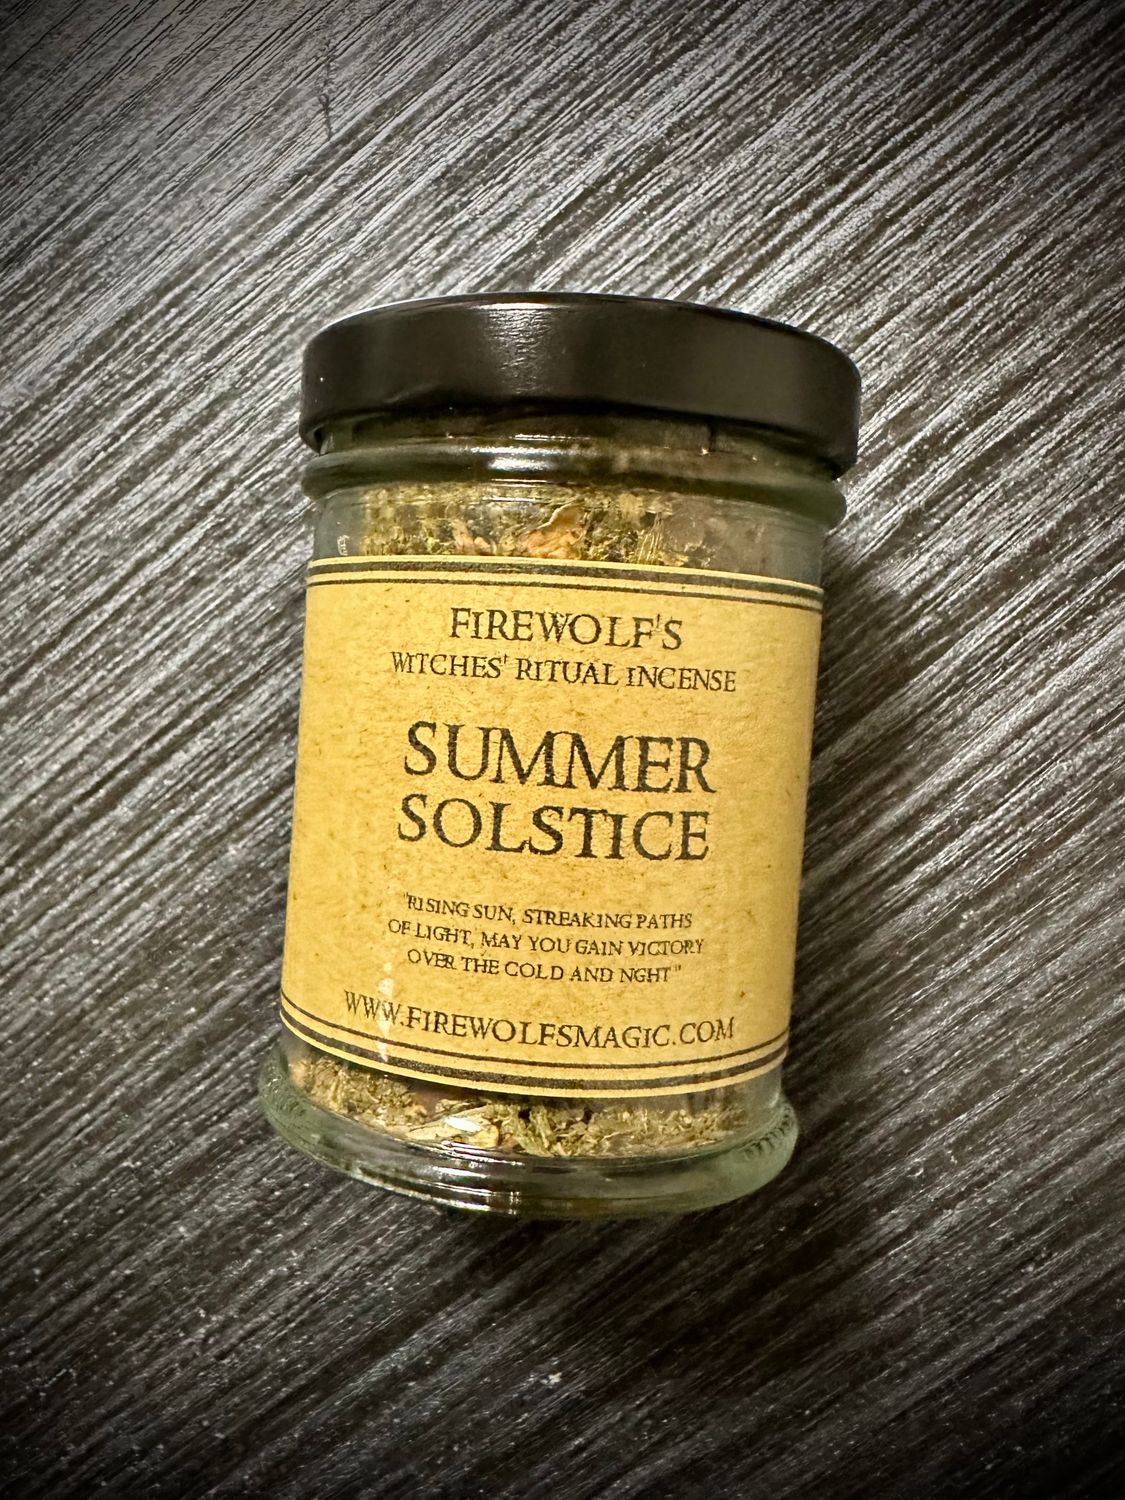 FIREWOLF'S
WITCHES' RITUAL INCENSE
SUMMER
SOLSTICE
"RISING SUN, STREAKING PATHS
OF LIGHT, MAY YOU GAIN VICTORY
OVER THE COLD AND NGHT"
WWW.FIREWOLFSMAGIC.COM